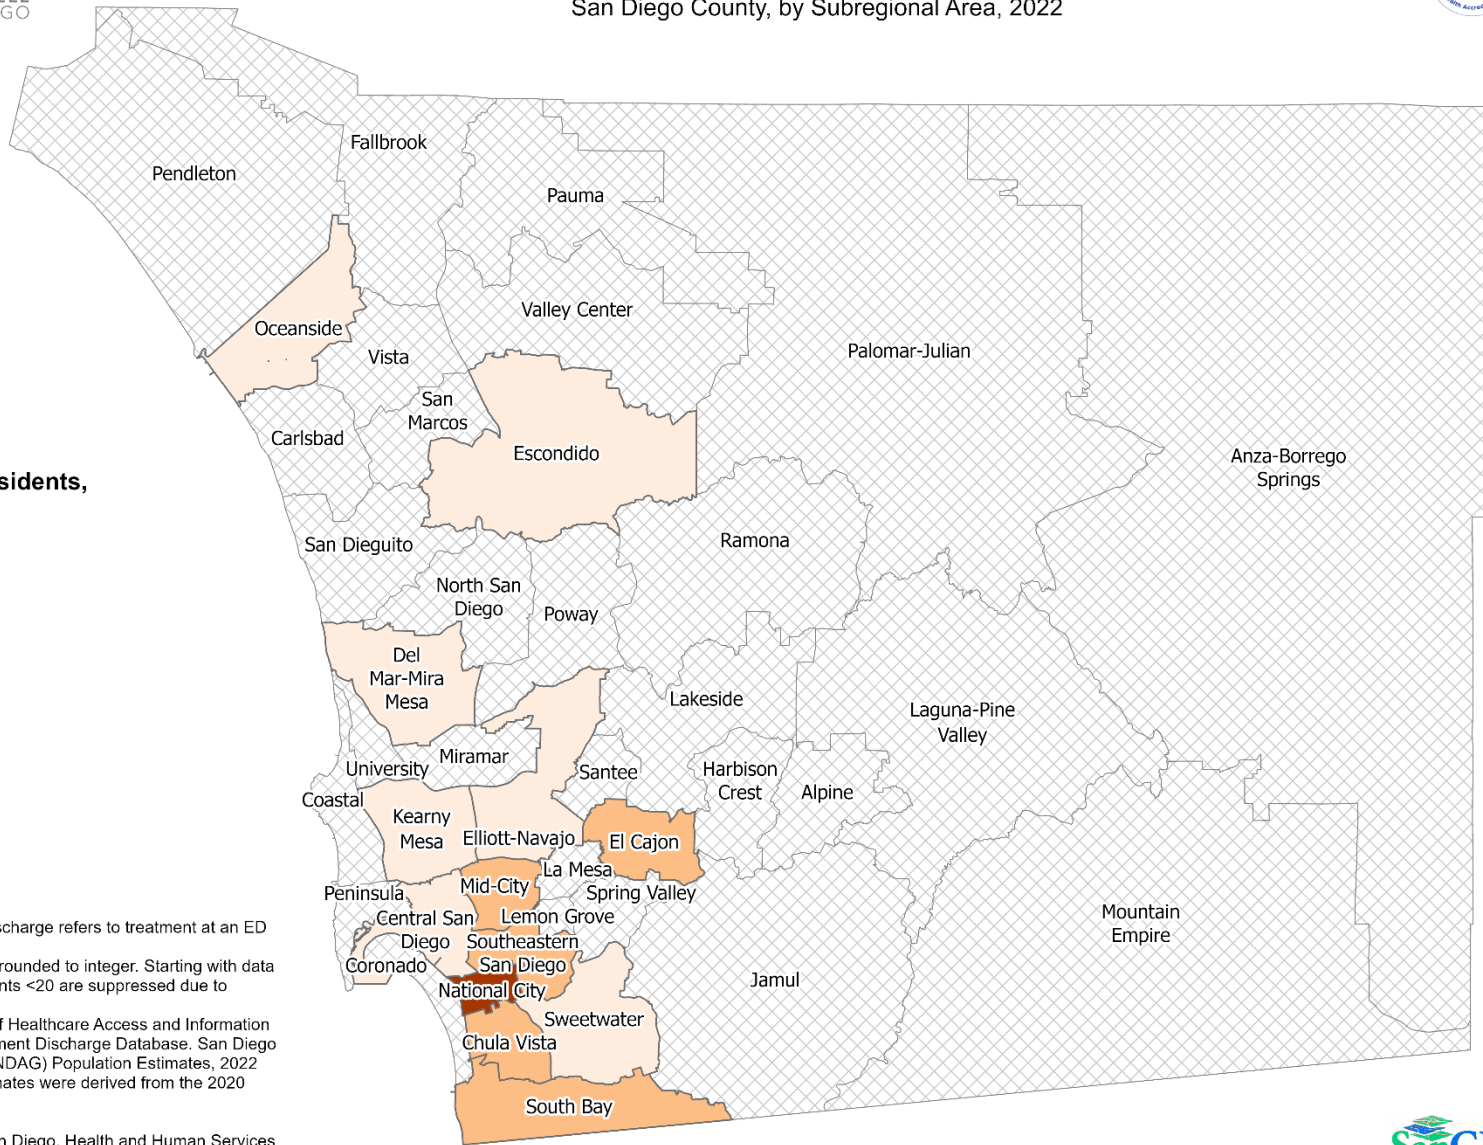 GO
San Diego County, by Subregional Area, 2022
Fallbrook
Pendleton
Pauma
Valley Center
Oceanside
Vista
Palomar-Julian
San
Marcos
Carlsbad
Escondido
Anza-Borrego
Springs
sidents,
San Dieguito
Ramona
North San
Diego
Poway
Del
Mar-Mira
Mesa
Lakeside
Laguna-Pine
Valley
Miramar
University
Santee
Harbison
Crest
Alpine
Coastal
Kearny
Mesa
Elliott-Navajo
El Cajon
La Mesa
Mid-City
Peninsula
Spring Valley
Central San
Diego
Lemon Grove
Mountain
Empire
Southeastern
San Diego
Coronado
Jamul
National City
Sweetwater
Chula Vista
South Bay
scharge refers to treatment at an ED
rounded to integer. Starting with data
nts <20 are suppressed due to
f Healthcare Access and Information
ment Discharge Database. San Diego
NDAG) Population Estimates, 2022
mates were derived from the 2020
n Diego, Health and Human Services